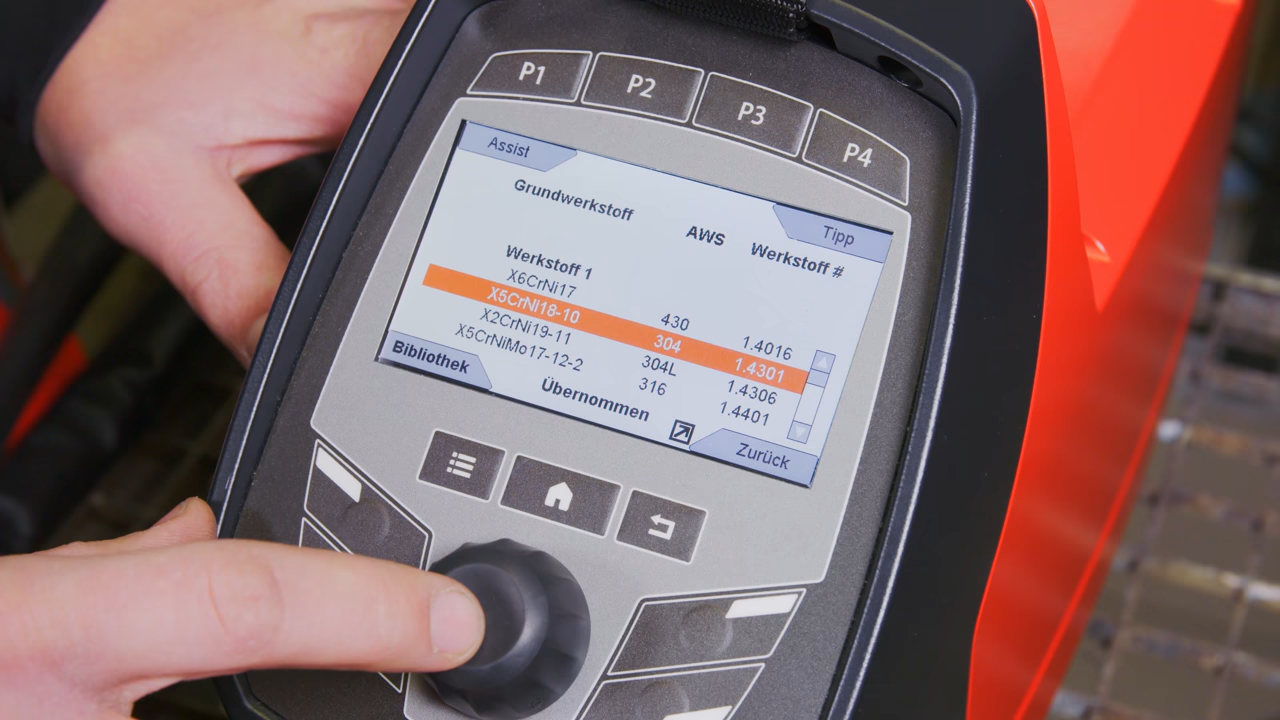 P1 P2 P3 P4
Assist
Tipp
Grundwerkstoff
AWS Werkstoff #
Werkstoff 1
X6CrNi17 430 1.4016
X5CrNi18-10 304 1.4301
X2CrNi19-11 304L 1.4306
X5CrNiMo17-12-2 316 1.4401
Bibliothek Übernommen Zurück